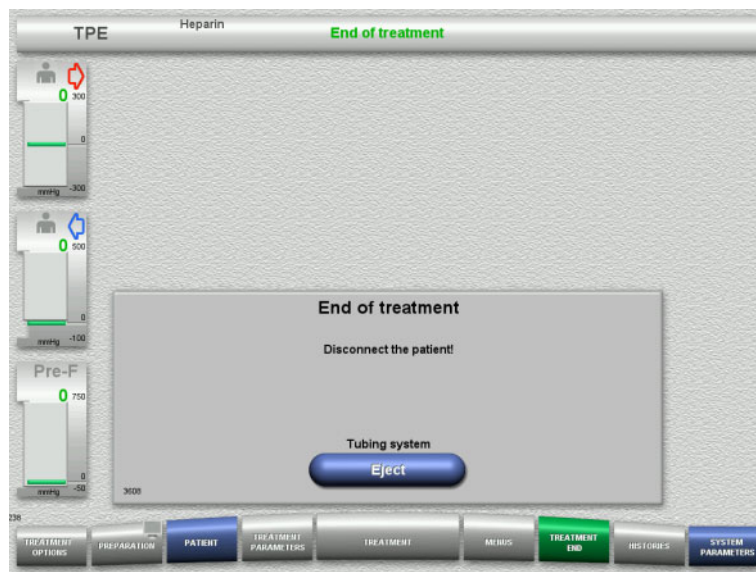 TPE
Heparin
End of treatment
0
300
0
mmHg
-300
0
500
0
mmHg
-100
Pre-F
0
750
0
mmHg
-50
End of treatment
Disconnect the patient!
Tubing system
Eject
3608
238
TREATMENT
OPTIONS
PREPARATION
PATIENT
TREATMENT
PARAMETERS
TREATMENT
MENUS
TREATMENT
END
HISTORIES
SYSTEM
PARAMETERS